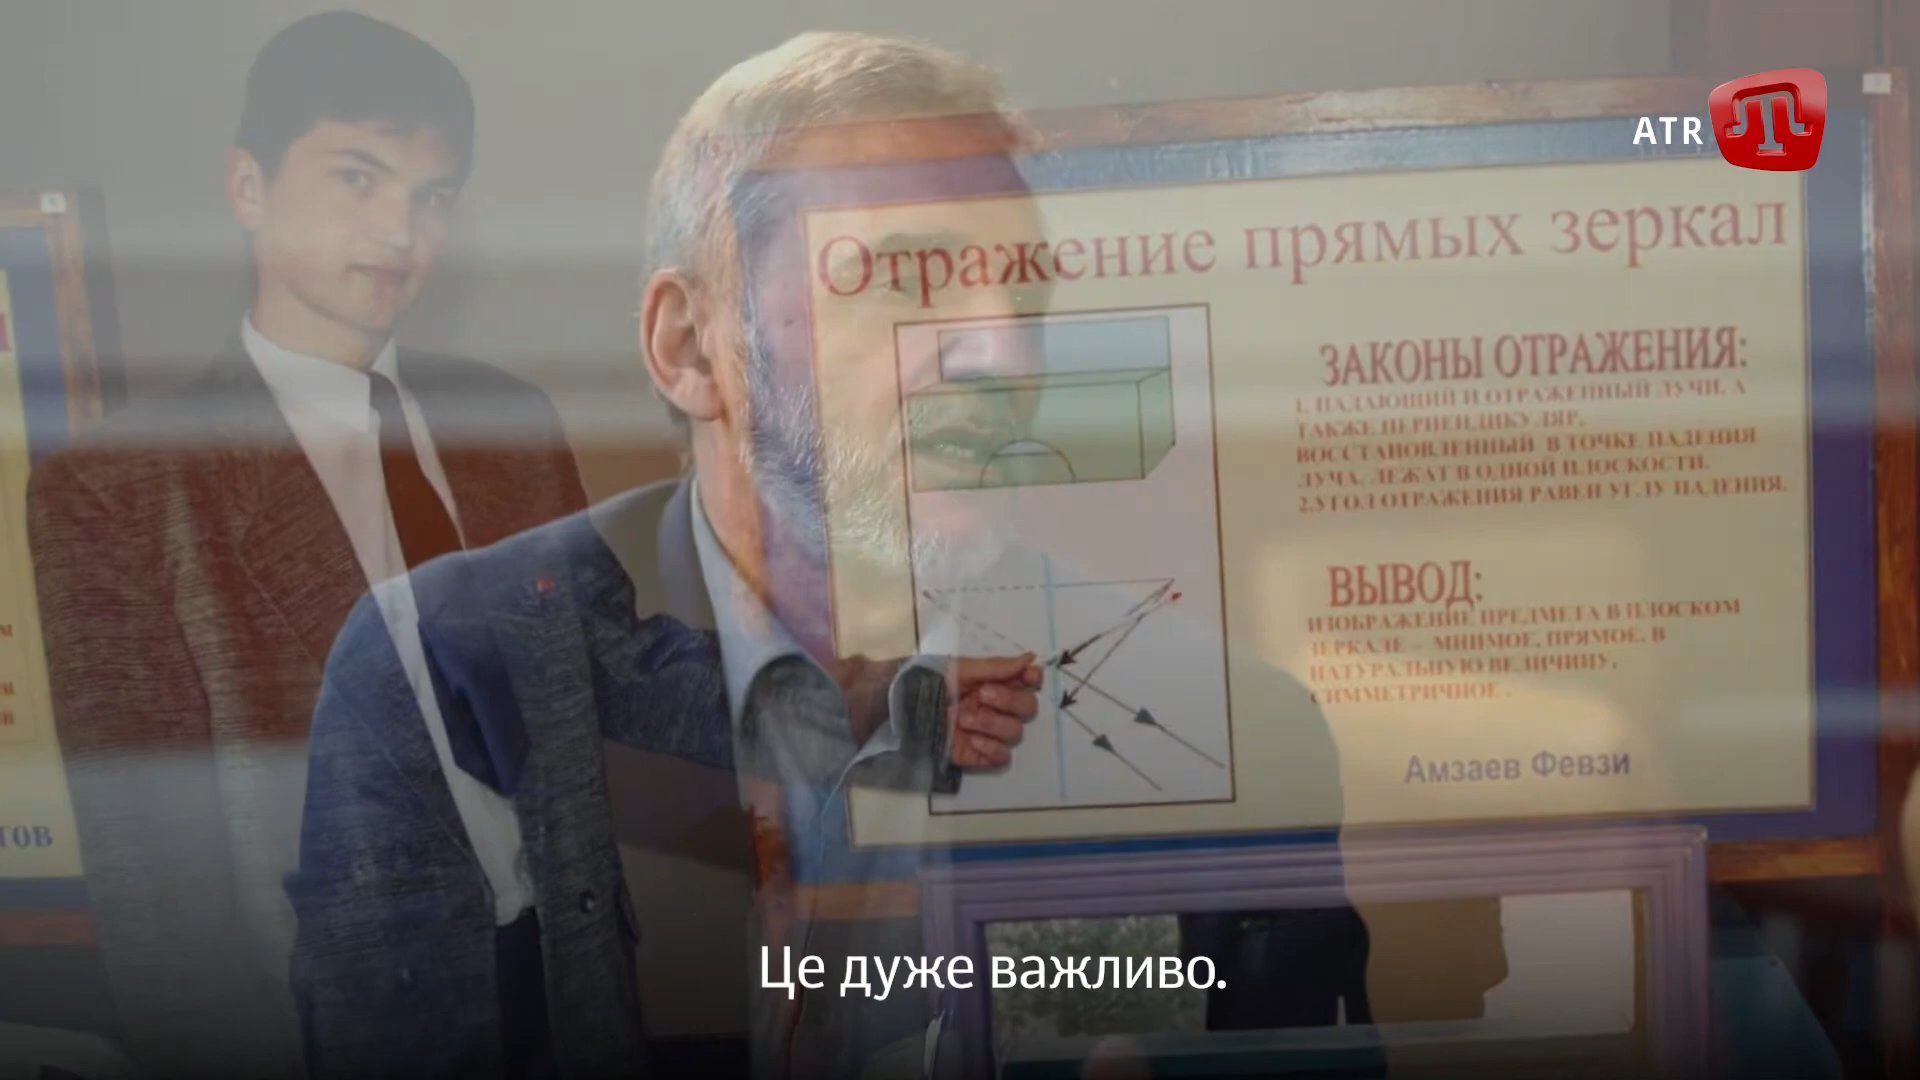 ATR
Отражение прямых зеркал
ЗАКОНЫ ОТРАЖЕНИЯ:
1. ПАДАЮЩИЙ И ОТРАЖЕННЫЙ ЛУЧИ, А
ТАКЖЕ ПЕРПЕНДИКУЛЯР,
ВОССТАНОВЛЕННЫЙ В ТОЧКЕ ПАДЕНИЯ
ЛУЧА, ЛЕЖАТ В ОДНОЙ ПЛОСКОСТИ.
2.УГОЛ ОТРАЖЕНИЯ РАВЕН УГЛУ ПАДЕНИЯ.
ВЫВОД:
ИЗОБРАЖЕНИЕ ПРЕДМЕТА В ПЛОСКОМ
ЗЕРКАЛЕ – МНИМОЕ, ПРЯМОЕ, В
НАТУРАЛЬНУЮ ВЕЛИЧИНУ,
СИММЕТРИЧНОЕ .
Амзаев Февзи
ТОВ
Це дуже важливо.